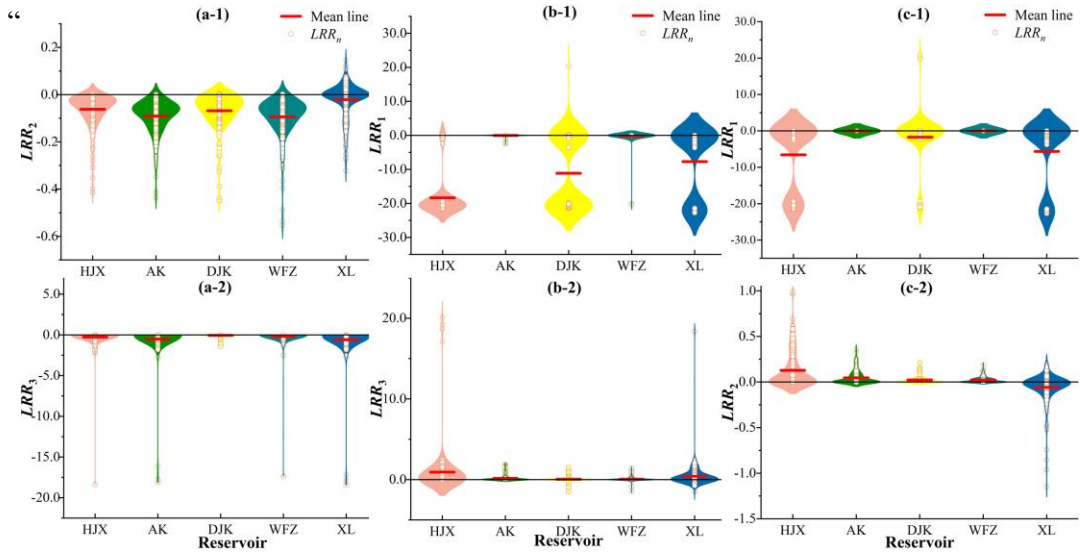 “
(a-1) (b-1) (c-1)
Mean line Mean line Mean line
LRRn LRRn LRRn
LRR2
0.2
0.0
-0.2
-0.4
-0.6
HJX AK DJK WFZ XL
LRR1
30.0
20.0
10.0
0.0
-10.0
-20.0
-30.0
HJX AK DJK WFZ XL
LRR1
30.0
20.0
10.0
0.0
-10.0
-20.0
-30.0
HJX AK DJK WFZ XL
(a-2) (b-2) (c-2)
LRR3
5.0
0.0
-5.0
-10.0
-15.0
-20.0
HJX AK DJK WFZ XL
Reservoir
LRR3
20.0
10.0
0.0
HJX AK DJK WFZ XL
Reservoir
LRR2
1.0
0.5
0.0
-0.5
-1.0
-1.5
HJX AK DJK WFZ XL
Reservoir